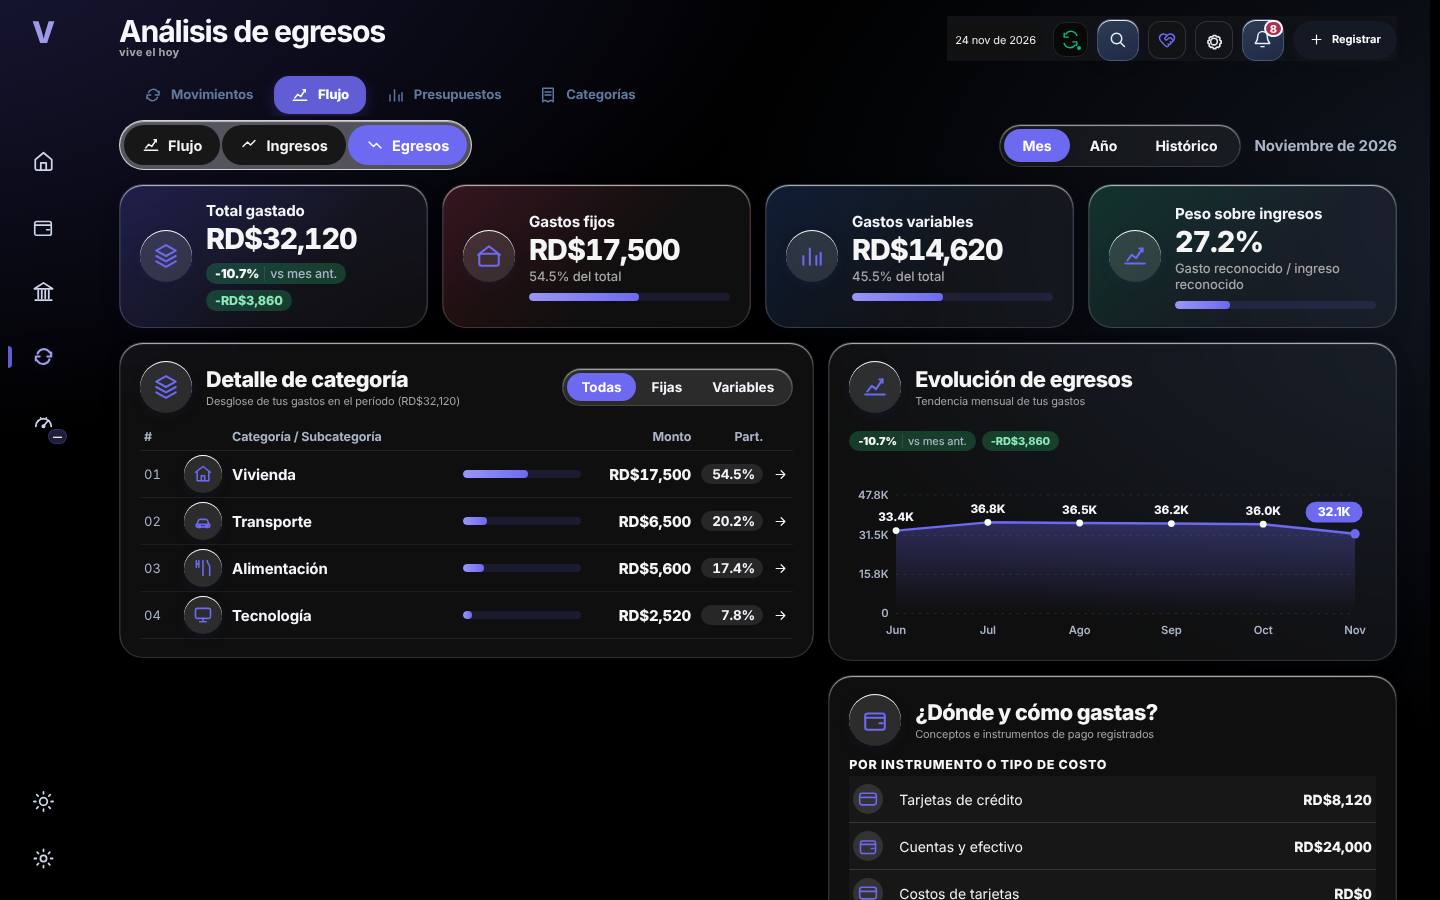 V
Análisis de egresos
vive el hoy
24 nov de 2026
8
Registrar
Movimientos
Flujo
Presupuestos
Categorías
Flujo
Ingresos
Egresos
Mes
Año
Histórico
Noviembre de 2026
Total gastado
RD$32,120
-10.7% vs mes ant.
-RD$3,860
Gastos fijos
RD$17,500
54.5% del total
Gastos variables
RD$14,620
45.5% del total
Peso sobre ingresos
27.2%
Gasto reconocido / ingreso
reconocido
Detalle de categoría
Desglose de tus gastos en el período (RD$32,120)
Todas
Fijas
Variables
# Categoría / Subcategoría Monto Part.
01 Vivienda RD$17,500 54.5% →
02 Transporte RD$6,500 20.2% →
03 Alimentación RD$5,600 17.4% →
04 Tecnología RD$2,520 7.8% →
Evolución de egresos
Tendencia mensual de tus gastos
-10.7% vs mes ant.
-RD$3,860
47.8K
31.5K
15.8K
0
33.4K
36.8K
36.5K
36.2K
36.0K
32.1K
Jun
Jul
Ago
Sep
Oct
Nov
¿Dónde y cómo gastas?
Conceptos e instrumentos de pago registrados
POR INSTRUMENTO O TIPO DE COSTO
Tarjetas de crédito RD$8,120
Cuentas y efectivo RD$24,000
Costos de tarjetas RD$0